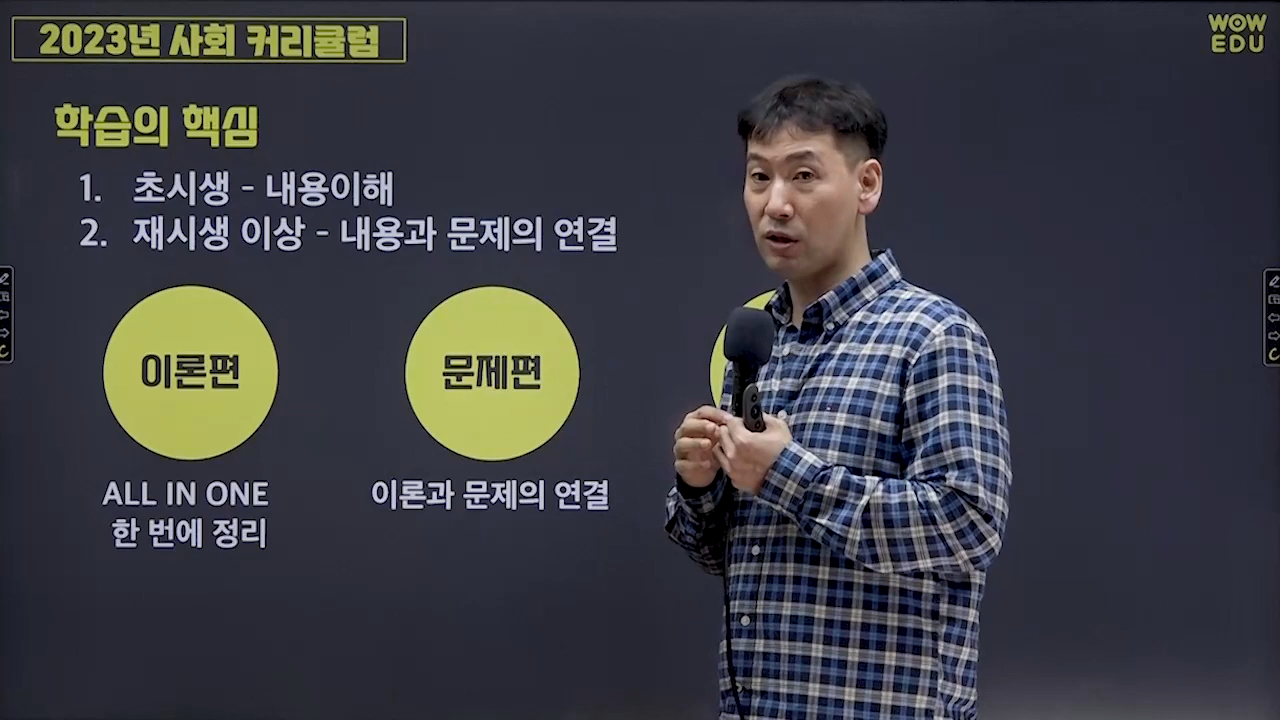 2023년 사회 커리큘럼
WOW
EDU
학습의 핵심
1. 초시생 - 내용이해
2. 재시생 이상 - 내용과 문제의 연결
이론편
문제편
ALL IN ONE
한 번에 정리
이론과 문제의 연결